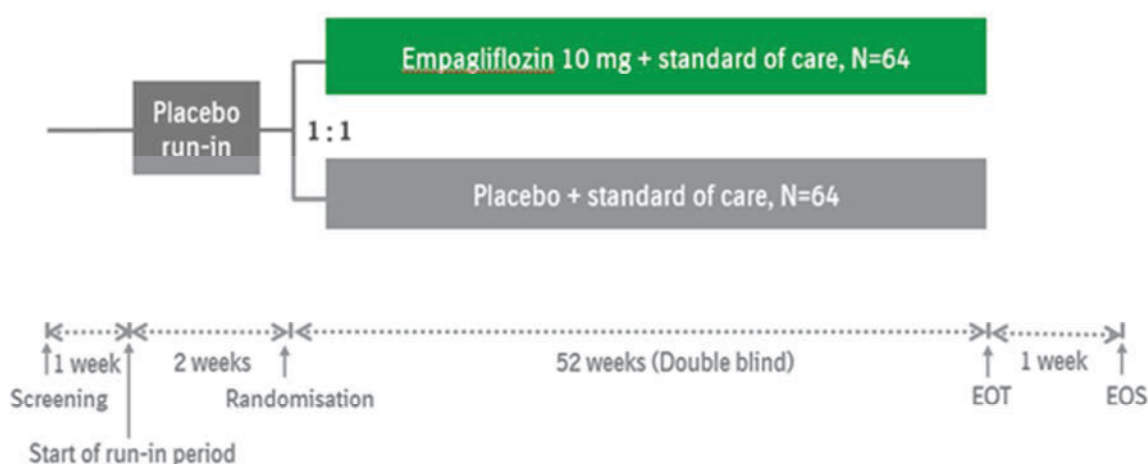 Empagliflozin 10 mg + standard of care, N=64
Placebo
run-in
1:1
Placebo + standard of care, N=64
1 week
2 weeks
52 weeks (Double blind)
1 week
Screening
Randomisation
EOT
EOS
Start of run-in period